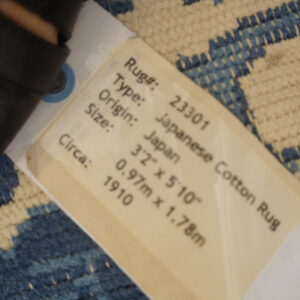 Rug#: 23301
Type: Japanese Cotton Rug
Origin: Japan
Size: 3'2" x 5'10"
0.97m x 1.78m
Circa: 1910